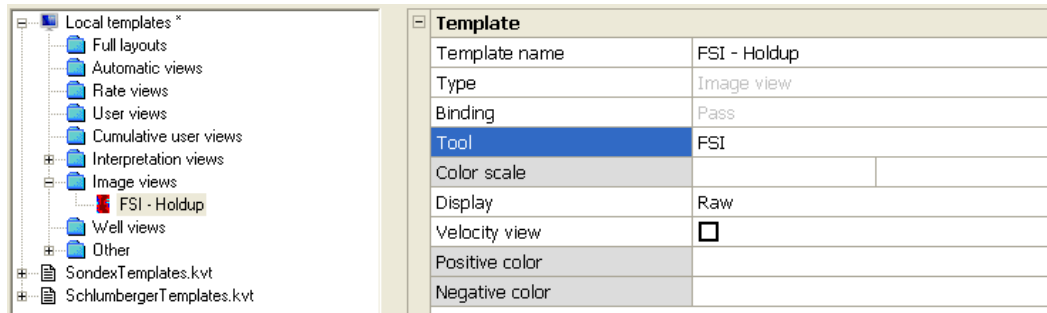 Local templates *
Full layouts
Automatic views
Rate views
User views
Cumulative user views
Interpretation views
Image views
FSI - Holdup
Well views
Other
SondexTemplates.kvt
SchlumbergerTemplates.kvt
Template
Template name FSI - Holdup
Type Image view
Binding Pass
Tool FSI
Color scale
Display Raw
Velocity view
Positive color
Negative color